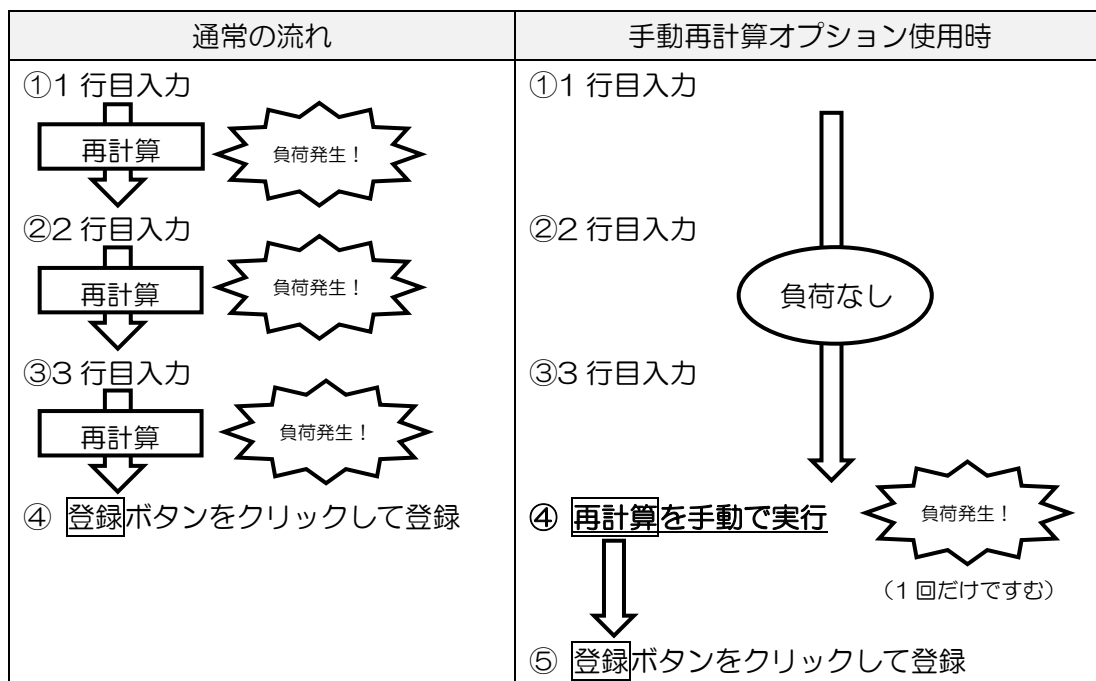 通常の流れ
①1 行目入力
再計算
負荷発生！
②2 行目入力
再計算
負荷発生！
③3 行目入力
再計算
負荷発生！
④ 登録ボタンをクリックして登録
手動再計算オプション使用時
①1 行目入力
②2 行目入力
負荷なし
③3 行目入力
④ 再計算を手動で実行
負荷発生！
（1 回だけですむ）
⑤ 登録ボタンをクリックして登録